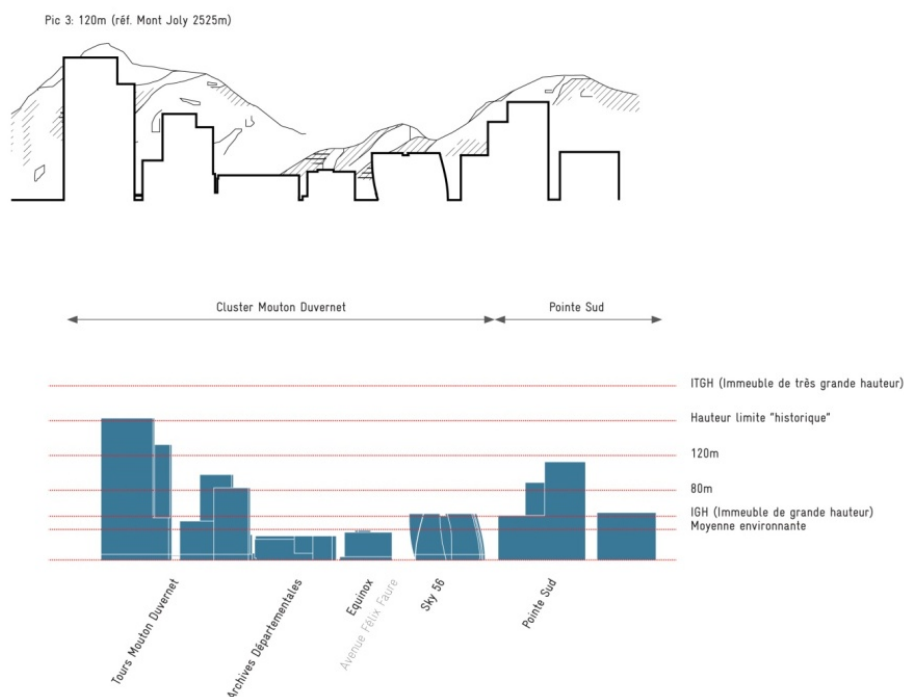 Pic 3: 120m (réf. Mont Joly 2525m)
Cluster Mouton Duvernet
Pointe Sud
ITGH (Immeuble de très grande hauteur)
Hauteur limite "historique"
120m
80m
IGH (Immeuble de grande hauteur)
Moyenne environnante
Tours Mouton Duvernet
Archives Départementales
Equinox
Avenue Félix Faure
Sky 56
Pointe Sud